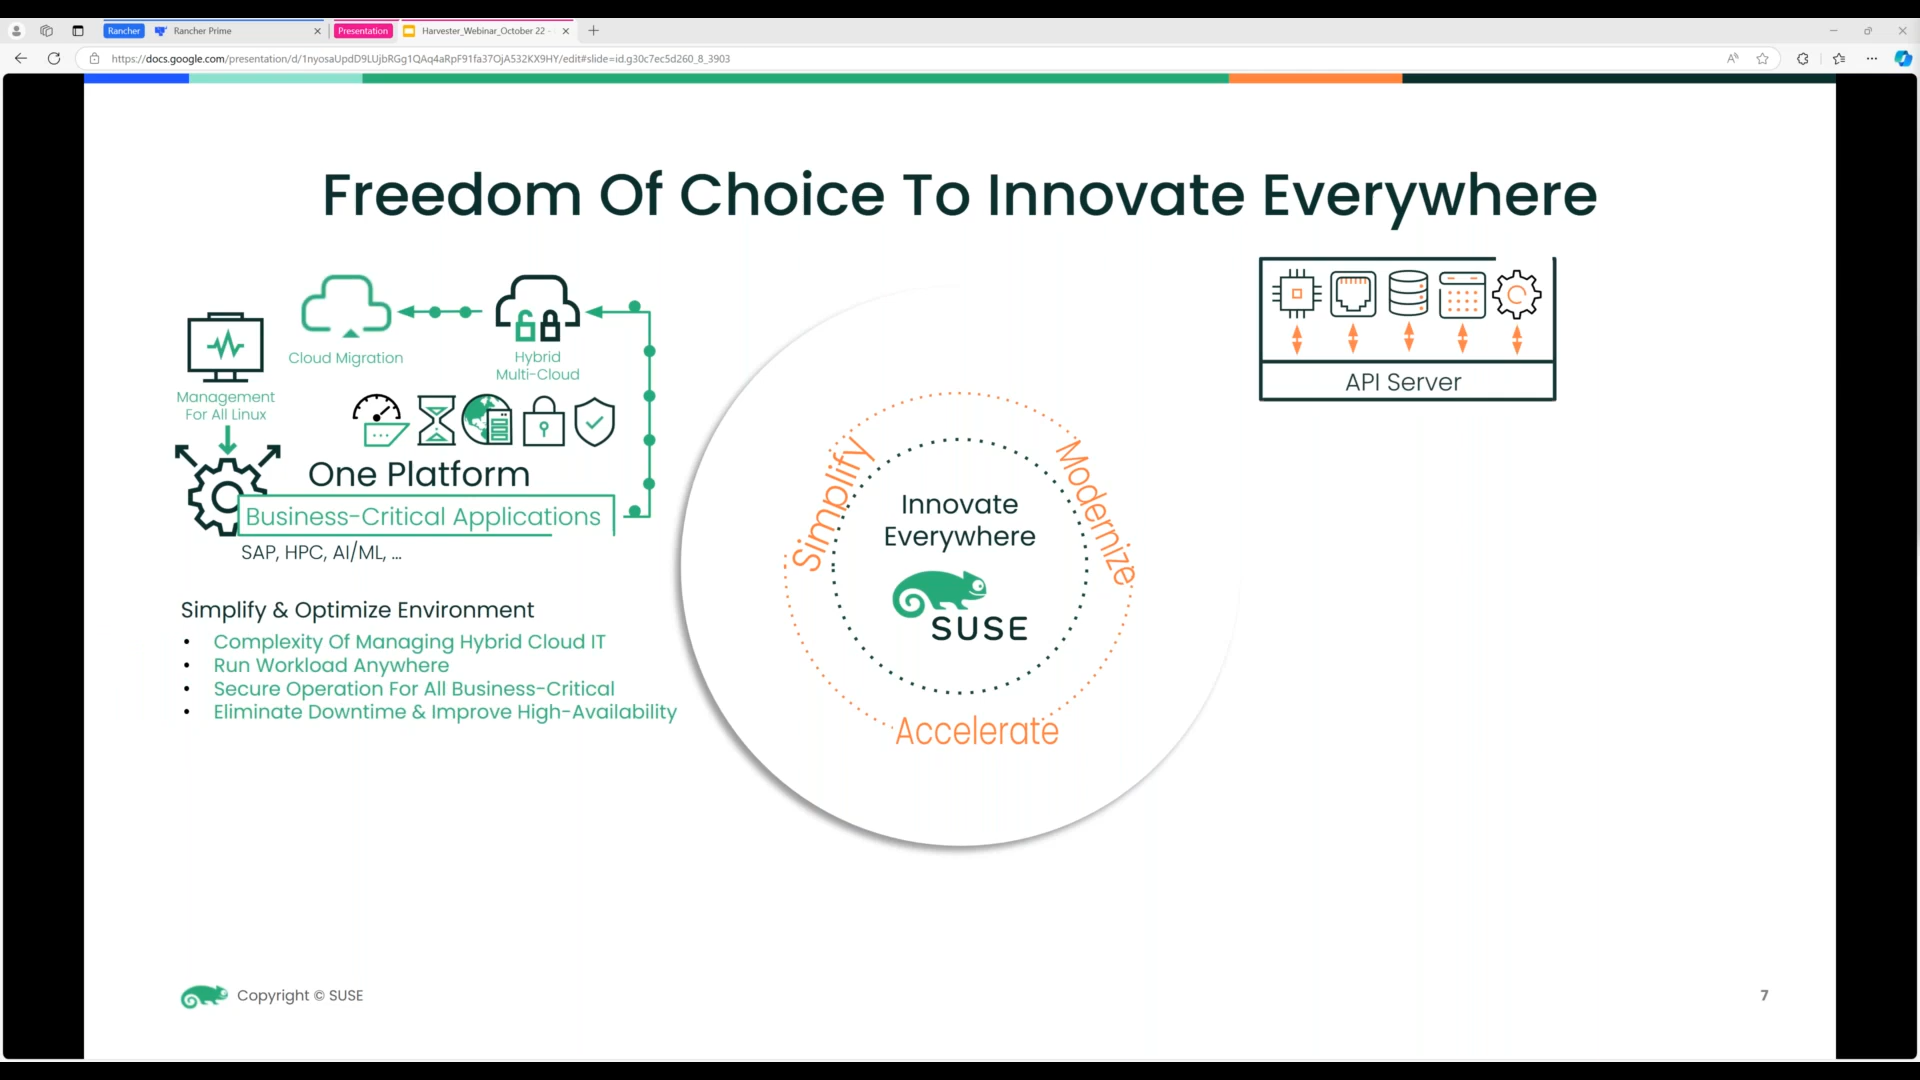 Rancher
Rancher Prime
Presentation
Harvester_Webinar_October 22 -
https://docs.google.com/presentation/d/1nyosaUpdD9LUjbRGg1QAq4aRpF91fa37OjA532KX9HY/edit#slide=id.g30c7ec5d260_8_3903
Freedom Of Choice To Innovate Everywhere
Cloud Migration
Hybrid
Multi-Cloud
Management
For All Linux
One Platform
Business-Critical Applications
SAP, HPC, AI/ML, ...
Simplify & Optimize Environment
• Complexity Of Managing Hybrid Cloud IT
• Run Workload Anywhere
• Secure Operation For All Business-Critical
• Eliminate Downtime & Improve High-Availability
Simplify
Modernize
Accelerate
Innovate
Everywhere
SUSE
API Server
Copyright © SUSE
7